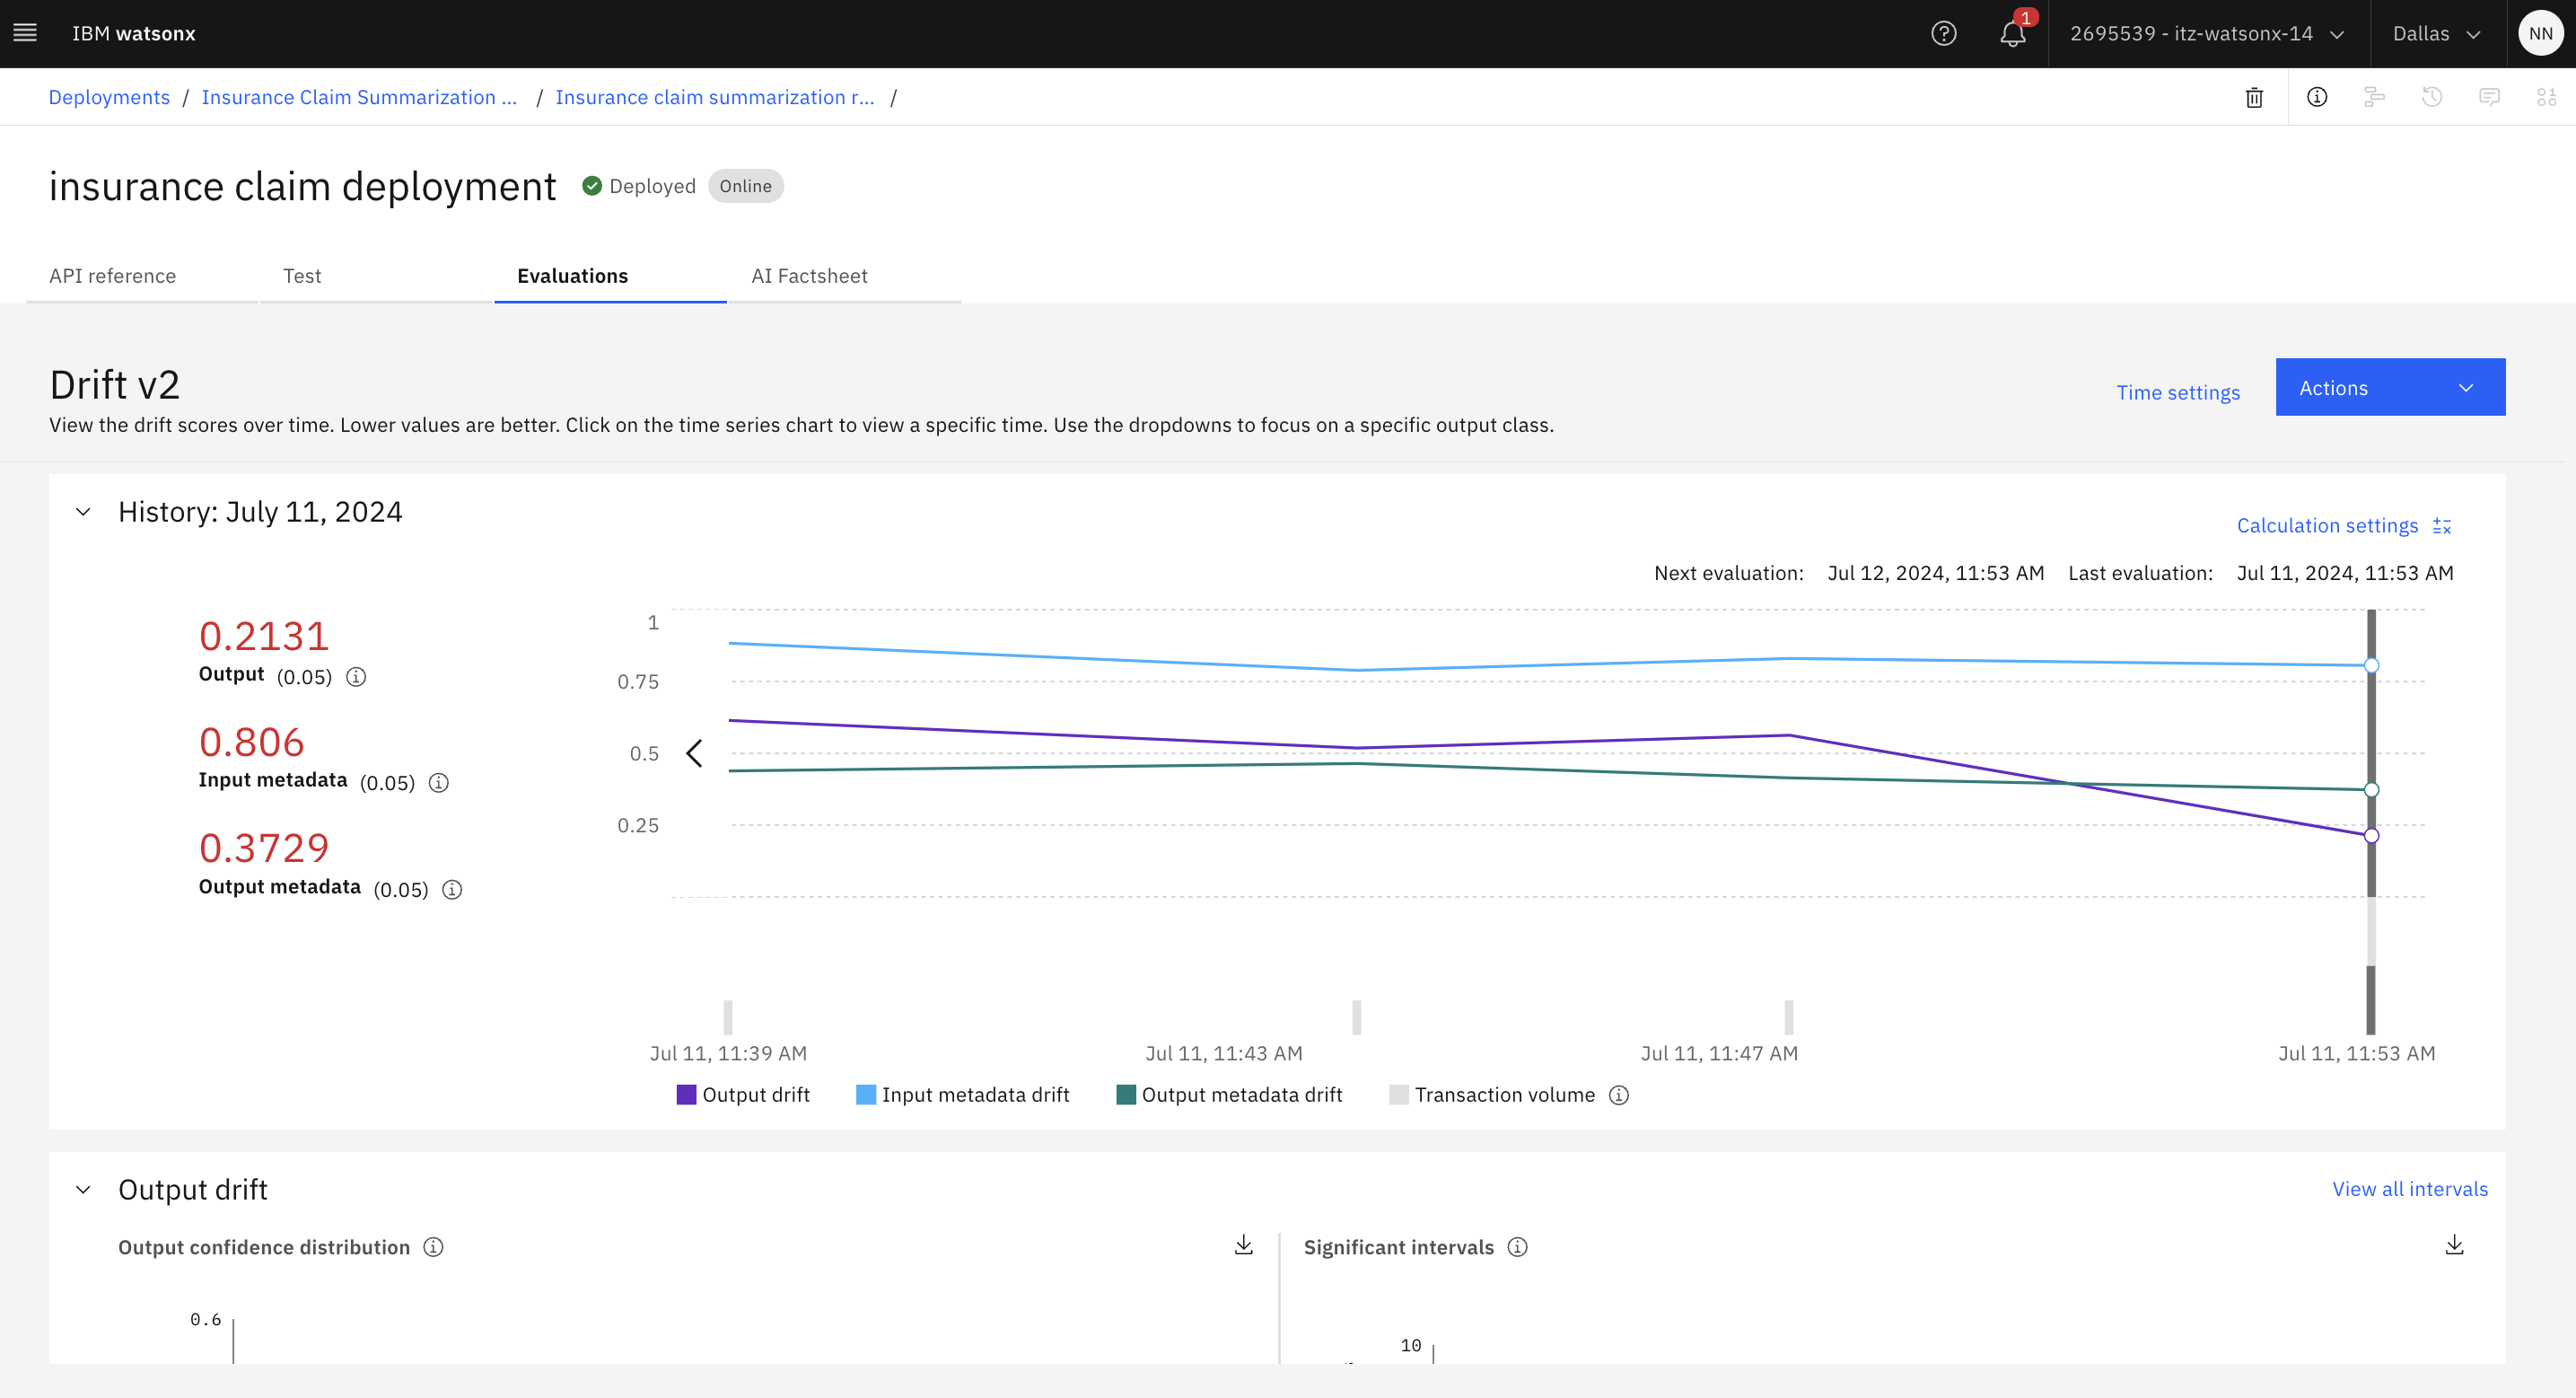 IBM watsonx
1
2695539 - itz-watsonx-14
Dallas
NN
Deployments / Insurance Claim Summarization ... / Insurance claim summarization r... /
insurance claim deployment
Deployed
Online
API reference
Test
Evaluations
AI Factsheet
Drift v2
View the drift scores over time. Lower values are better. Click on the time series chart to view a specific time. Use the dropdowns to focus on a specific output class.
Time settings
Actions
History: July 11, 2024
Calculation settings
Next evaluation: Jul 12, 2024, 11:53 AM Last evaluation: Jul 11, 2024, 11:53 AM
0.2131
Output (0.05)
0.806
Input metadata (0.05)
0.3729
Output metadata (0.05)
1
0.75
0.5
0.25
Jul 11, 11:39 AM
Jul 11, 11:43 AM
Jul 11, 11:47 AM
Jul 11, 11:53 AM
Output drift
Input metadata drift
Output metadata drift
Transaction volume
Output drift
View all intervals
Output confidence distribution
Significant intervals
0.6
10